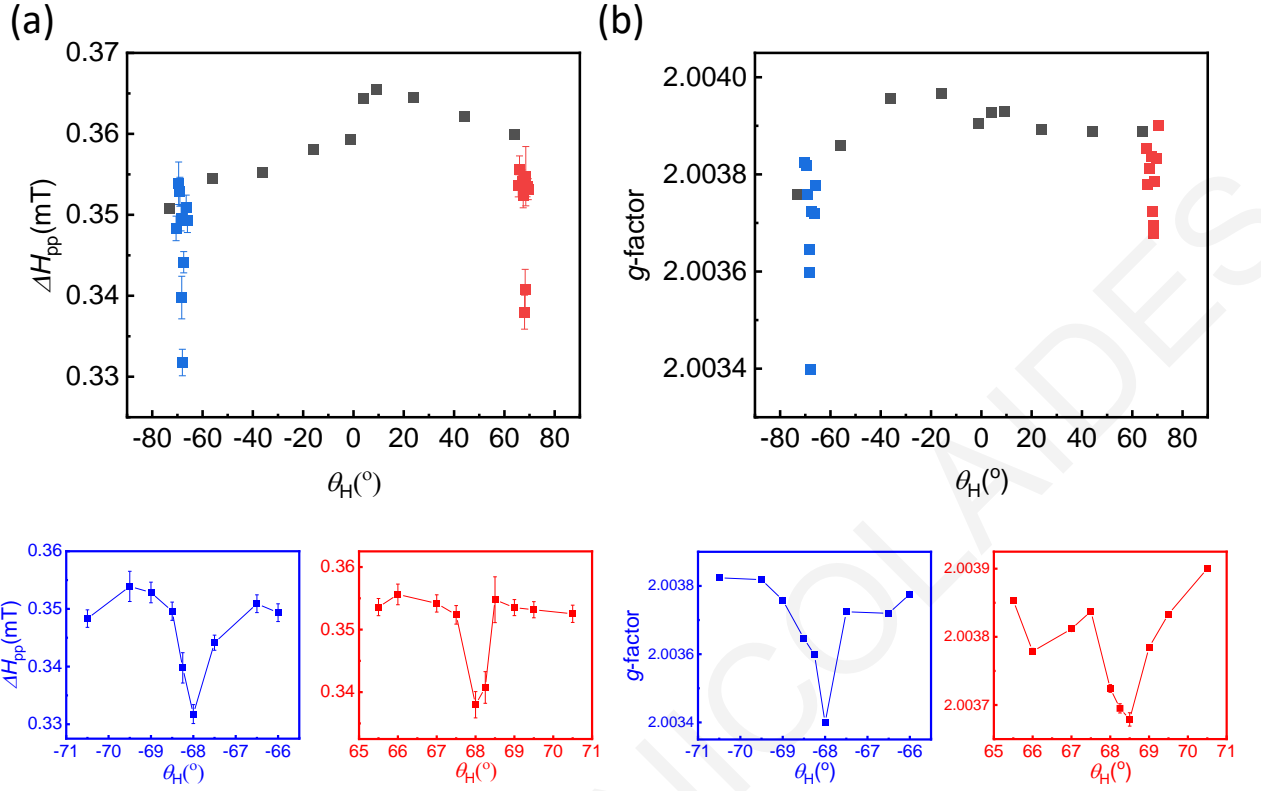 (a)
(b)
0.37
0.36
0.35
0.34
0.33
ΔHpp(mT)
-80 -60 -40 -20 0 20 40 60 80
θH(°)
2.0040
2.0038
2.0036
2.0034
g-factor
-80 -60 -40 -20 0 20 40 60 80
θH(°)
0.36
0.35
0.34
0.33
ΔHpp(mT)
-71 -70 -69 -68 -67 -66
θH(°)
0.36
0.35
0.34
65 66 67 68 69 70 71
θH(°)
2.0038
2.0036
2.0034
g-factor
-71 -70 -69 -68 -67 -66
θH(°)
2.0039
2.0038
2.0037
65 66 67 68 69 70 71
θH(°)
NICOLAIDES